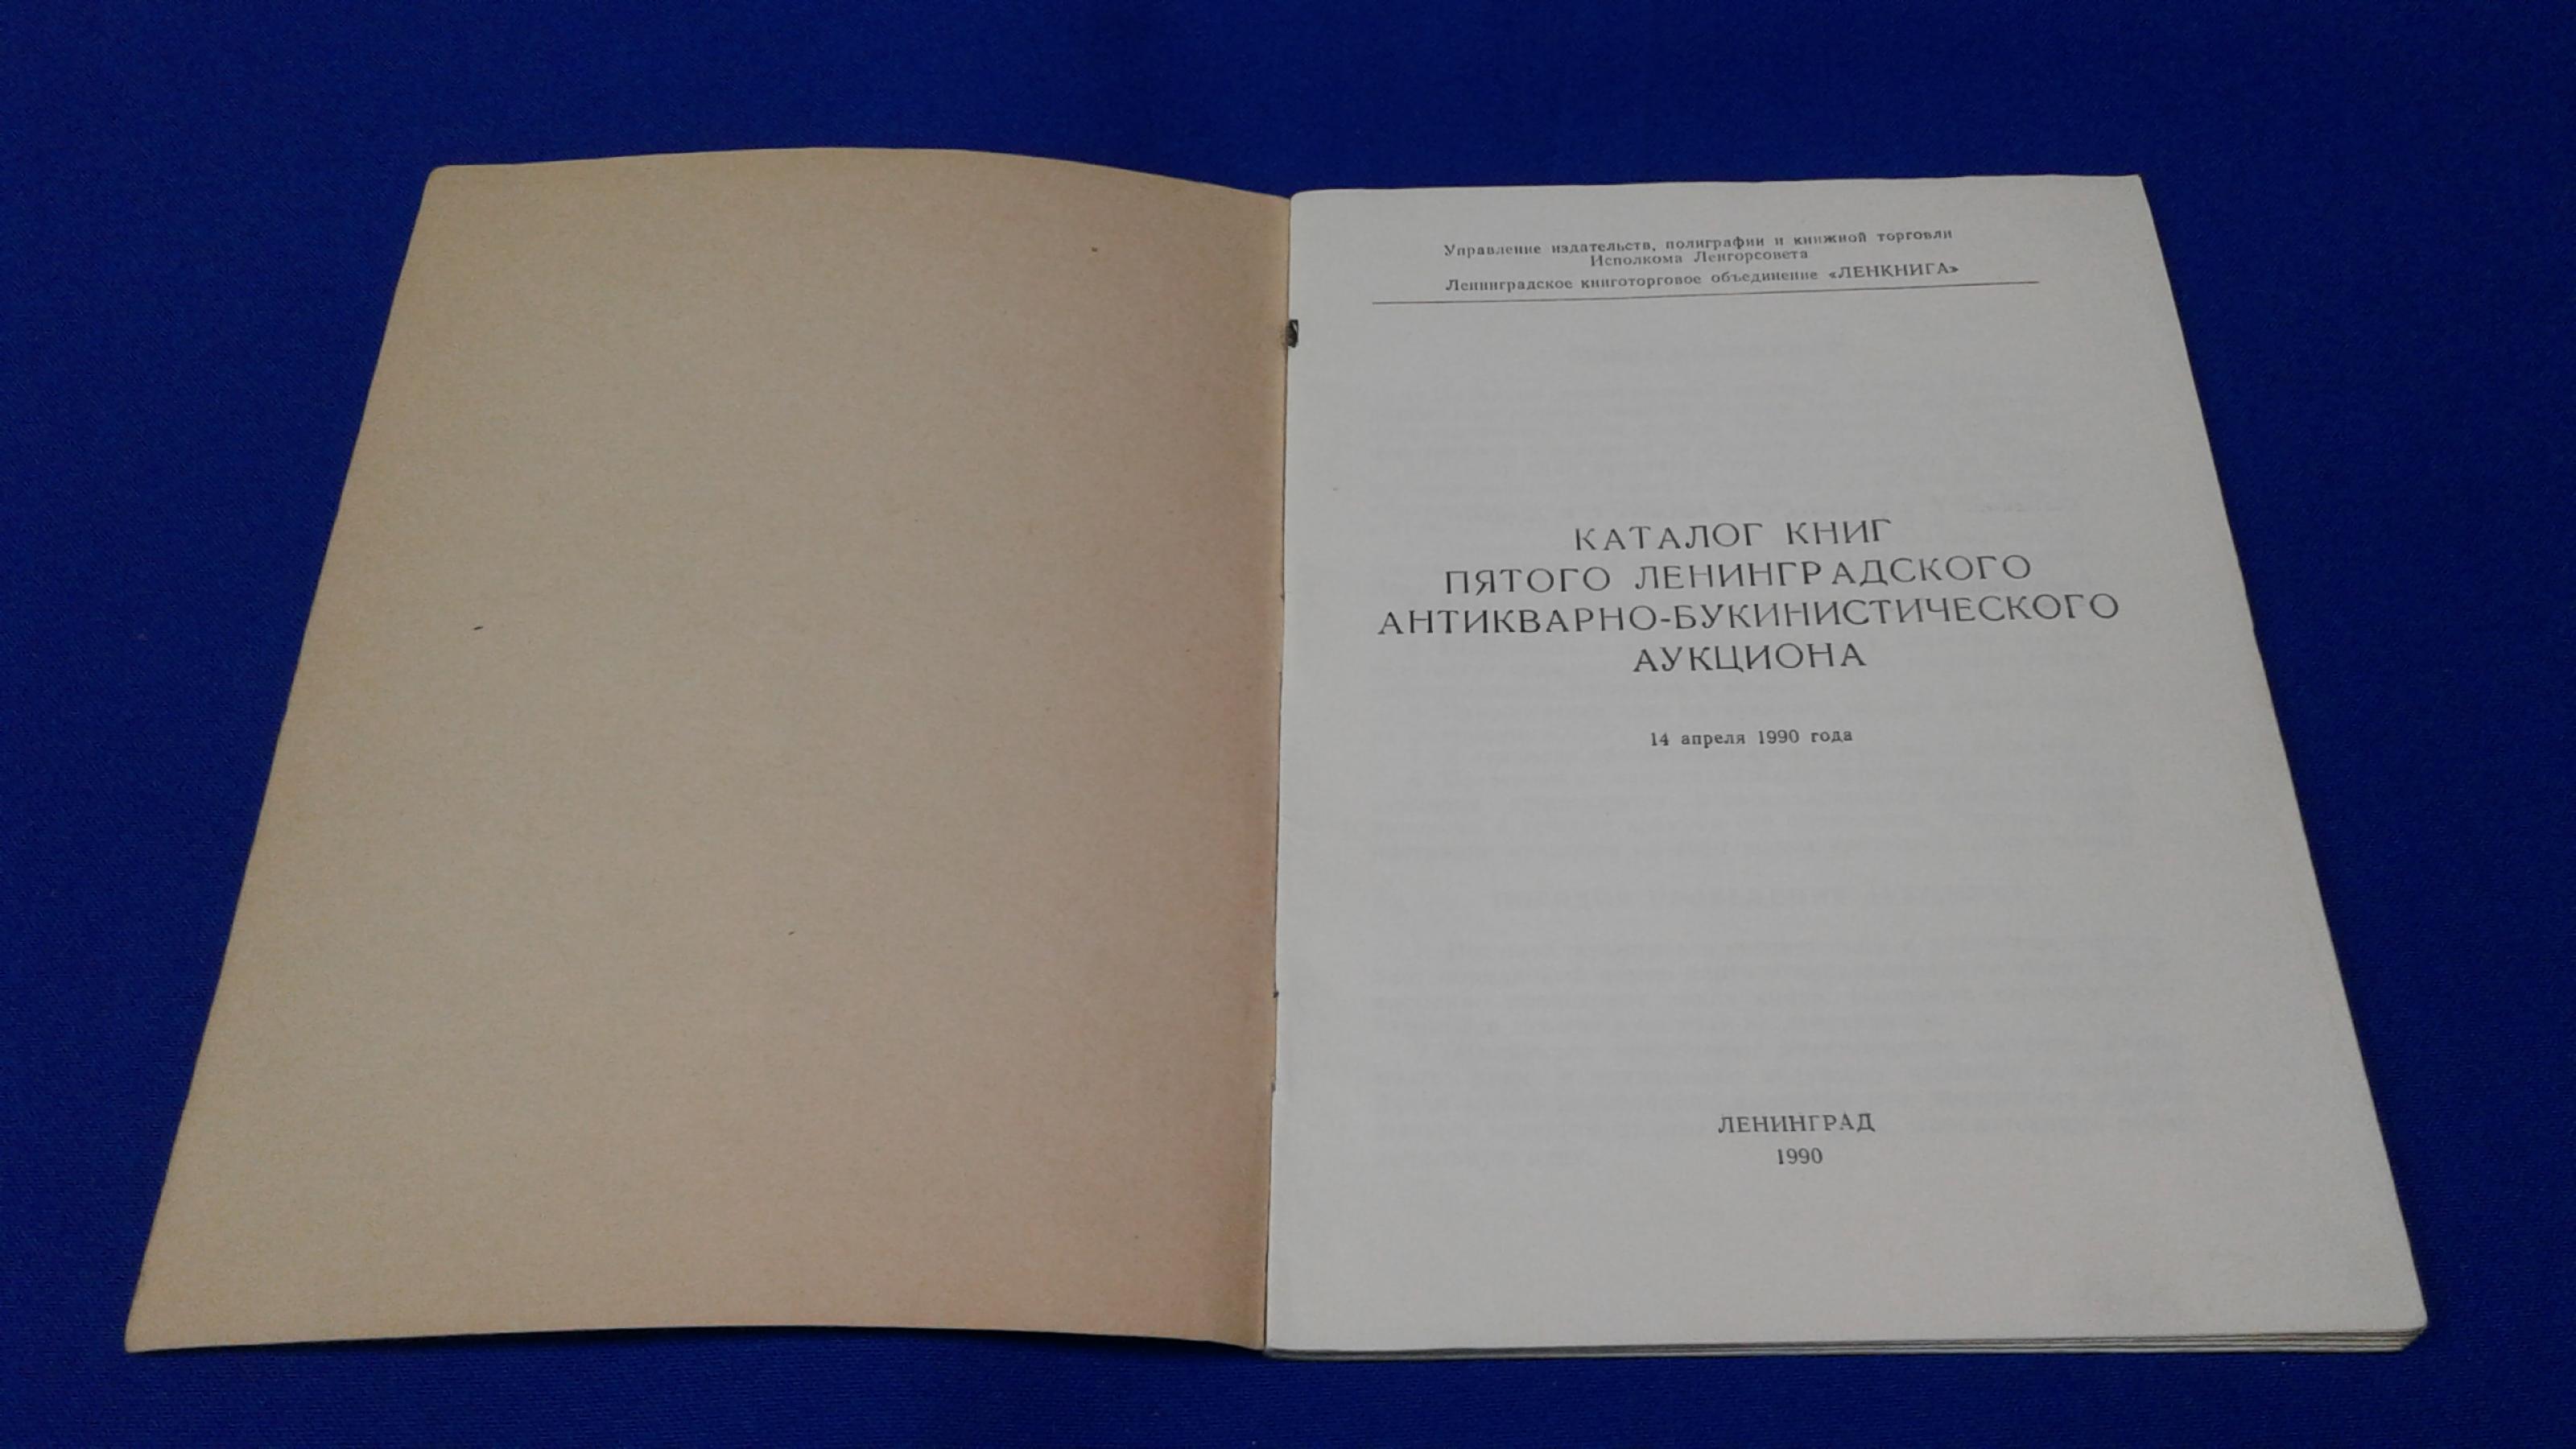 Управление издательств, полиграфии и книжной торговли
Исполкома Ленгорсовета
Ленинградское книготорговое объединение «ЛЕНКНИГА»
КАТАЛОГ КНИГ
ПЯТОГО ЛЕНИНГРАДСКОГО
АНТИКВАРНО-БУКИНИСТИЧЕСКОГО
АУКЦИОНА
14 апреля 1990 года
ЛЕНИНГРАД
1990